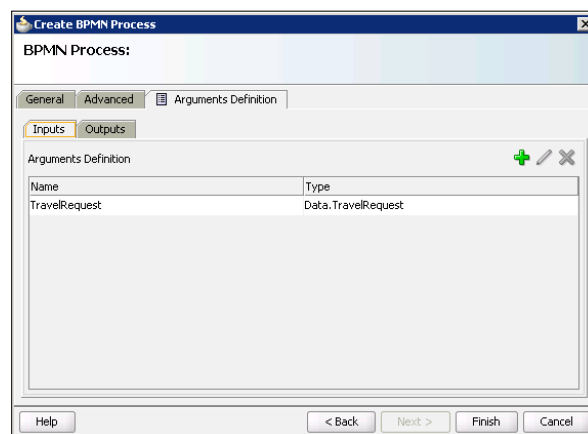 Create BPMN Process
BPMN Process:
General Advanced Arguments Definition
Inputs Outputs
Arguments Definition
Name Type
TravelRequest Data.TravelRequest
Help < Back Next > Finish Cancel